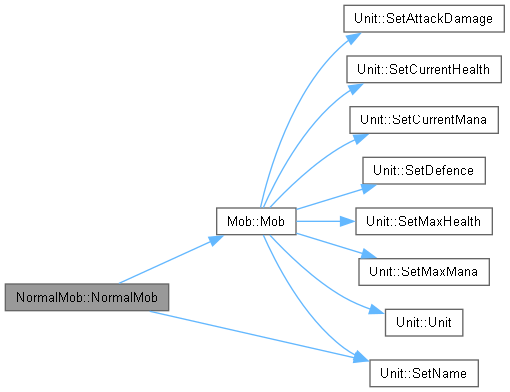 Unit::SetAttackDamage
Unit::SetCurrentHealth
Unit::SetCurrentMana
Unit::SetDefence
Mob::Mob
Unit::SetMaxHealth
Unit::SetMaxMana
NormalMob::NormalMob
Unit::Unit
Unit::SetName